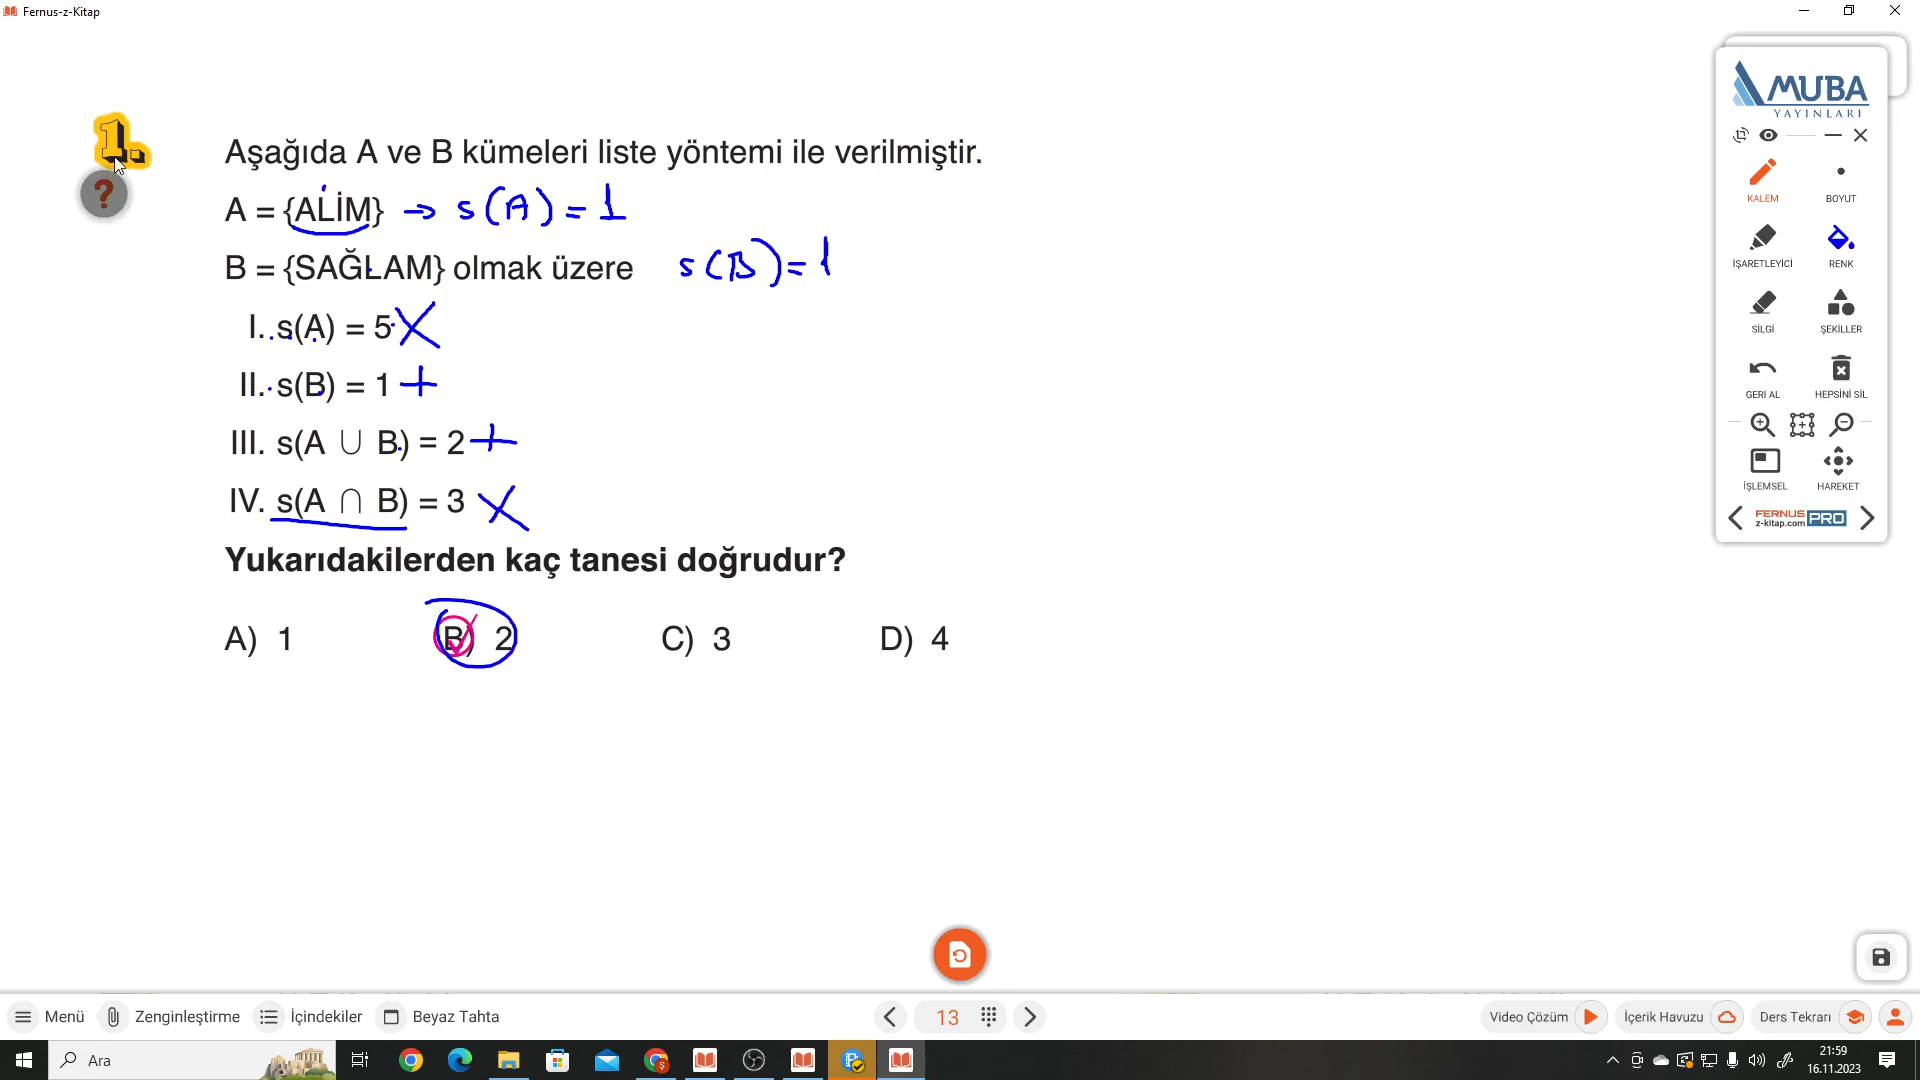 Fernus-z-Kitap
1.
?
Aşağıda A ve B kümeleri liste yöntemi ile verilmiştir.
A = {ALİM} → s(A) = 1
B = {SAĞLAM} olmak üzere s(B) = 1
I. s(A) = 5 X
II. s(B) = 1 +
III. s(A ∪ B) = 2 +
IV. s(A ∩ B) = 3 X
Yukarıdakilerden kaç tanesi doğrudur?
A) 1 B) 2 C) 3 D) 4
MUBA
YAYINLARI
KALEM BOYUT
İŞARETLEYİCİ RENK
SİLGİ ŞEKİLLER
GERİ AL HEPSİNİ SİL
İŞLEMSEL HAREKET
FERNUS
z-kitap.com PRO
Menü Zenginleştirme İçindekiler Beyaz Tahta 13 Video Çözüm İçerik Havuzu Ders Tekrarı
Ara
21:59
16.11.2023